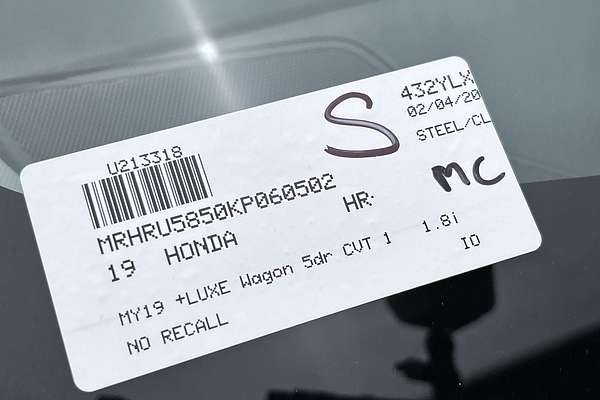 U213318
S
432YLX
02/04/20
STEEL/CL
MRHRU5850KP060502
MC
19 HONDA
HR-
MY19 +LUXE Wagon 5dr CVT 1 1.8i
IO
NO RECALL